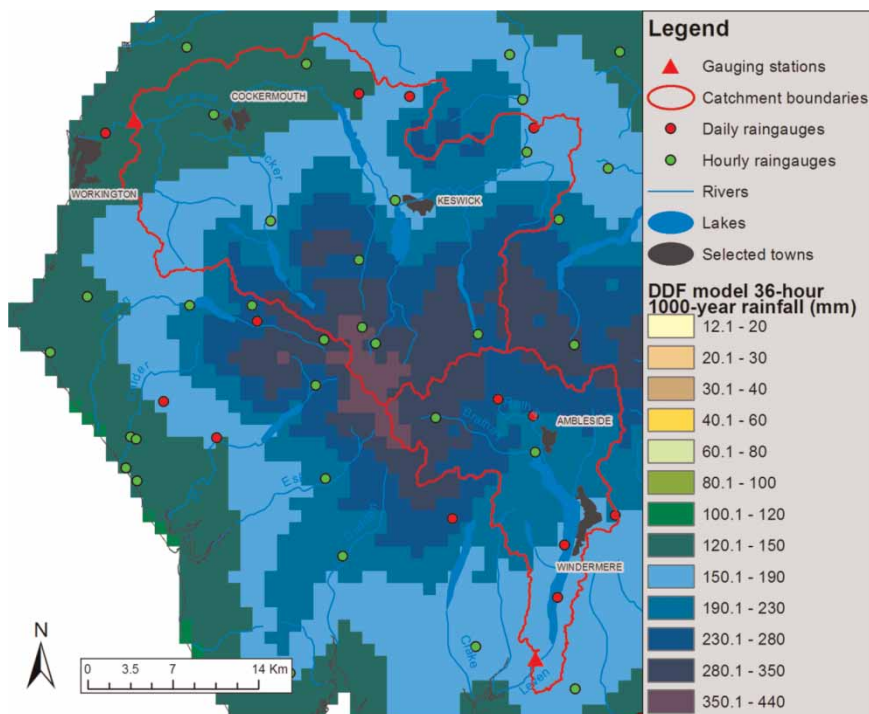 COCKERMOUTH
WORKINGTON
KESWICK
AMBLESIDE
WINDERMERE
Crake
Leven
N
0 3.5 7 14 Km
Legend
Gauging stations
Catchment boundaries
Daily raingauges
Hourly raingauges
Rivers
Lakes
Selected towns
DDF model 36-hour
1000-year rainfall (mm)
12.1 - 20
20.1 - 30
30.1 - 40
40.1 - 60
60.1 - 80
80.1 - 100
100.1 - 120
120.1 - 150
150.1 - 190
190.1 - 230
230.1 - 280
280.1 - 350
350.1 - 440